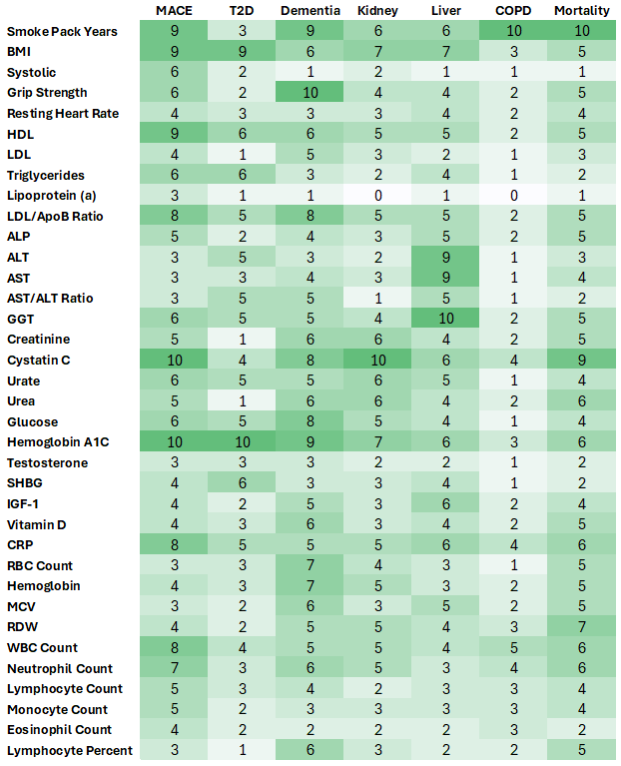 MACE T2D Dementia Kidney Liver COPD Mortality
Smoke Pack Years 9 3 9 6 6 10 10
BMI 9 9 6 7 7 3 5
Systolic 6 2 1 2 1 1 1
Grip Strength 6 2 10 4 4 2 5
Resting Heart Rate 4 3 3 3 4 2 4
HDL 9 6 6 5 5 2 5
LDL 4 1 5 3 2 1 3
Triglycerides 6 6 3 2 4 1 2
Lipoprotein (a) 3 1 1 0 1 0 1
LDL/ApoB Ratio 8 5 8 5 5 2 5
ALP 5 2 4 3 5 2 5
ALT 3 5 3 2 9 1 3
AST 3 3 4 3 9 1 4
AST/ALT Ratio 3 5 5 1 5 1 2
GGT 6 5 5 4 10 2 5
Creatinine 5 1 6 6 4 2 5
Cystatin C 10 4 8 10 6 4 9
Urate 6 5 5 6 5 1 4
Urea 5 1 6 6 4 2 6
Glucose 6 5 8 5 4 1 4
Hemoglobin A1C 10 10 9 7 6 3 6
Testosterone 3 3 3 2 2 1 2
SHBG 4 6 3 3 4 1 2
IGF-1 4 2 5 3 6 2 4
Vitamin D 4 3 6 3 4 2 5
CRP 8 5 5 5 6 4 6
RBC Count 3 3 7 4 3 1 5
Hemoglobin 4 3 7 5 3 2 5
MCV 3 2 6 3 5 2 5
RDW 4 2 5 5 4 3 7
WBC Count 8 4 5 5 4 5 6
Neutrophil Count 7 3 6 5 3 4 6
Lymphocyte Count 5 3 4 2 3 3 4
Monocyte Count 5 2 3 3 3 3 4
Eosinophil Count 4 2 2 2 2 3 2
Lymphocyte Percent 3 1 6 3 2 2 5